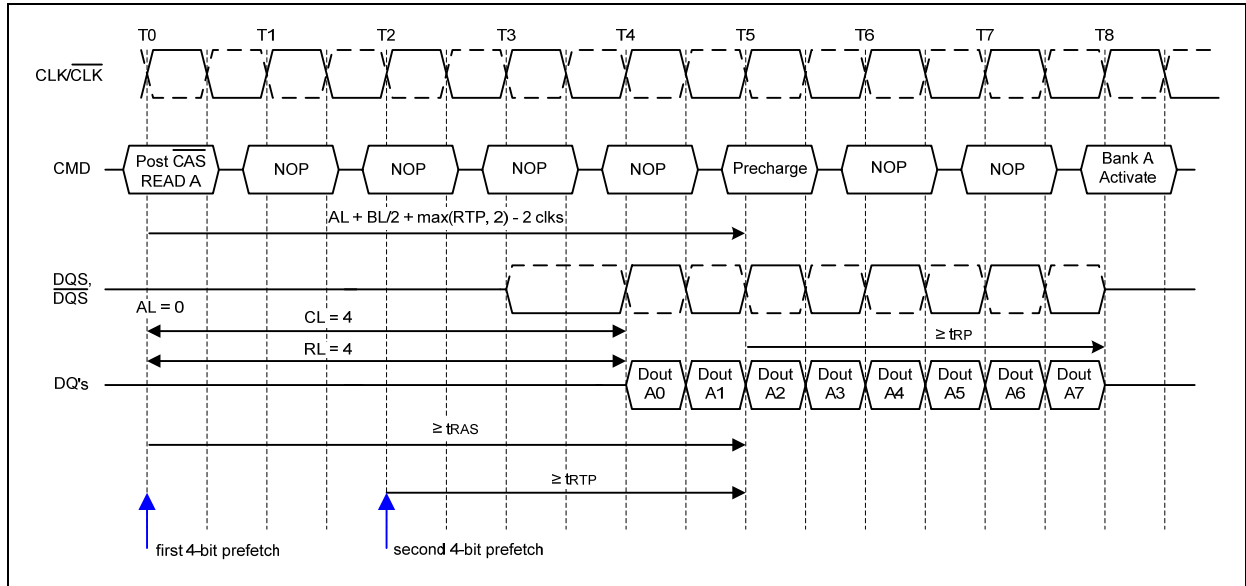 T0 T1 T2 T3 T4 T5 T6 T7 T8
CLK/CLK
CMD
Post CAS
READ A
NOP
NOP
NOP
NOP
Precharge
NOP
NOP
Bank A
Activate
AL + BL/2 + max(RTP, 2) - 2 clks
DQS,
DQS
AL = 0
CL = 4
≥ tRP
RL = 4
DQ's
Dout
A0
Dout
A1
Dout
A2
Dout
A3
Dout
A4
Dout
A5
Dout
A6
Dout
A7
≥ tRAS
≥ tRTP
first 4-bit prefetch
second 4-bit prefetch